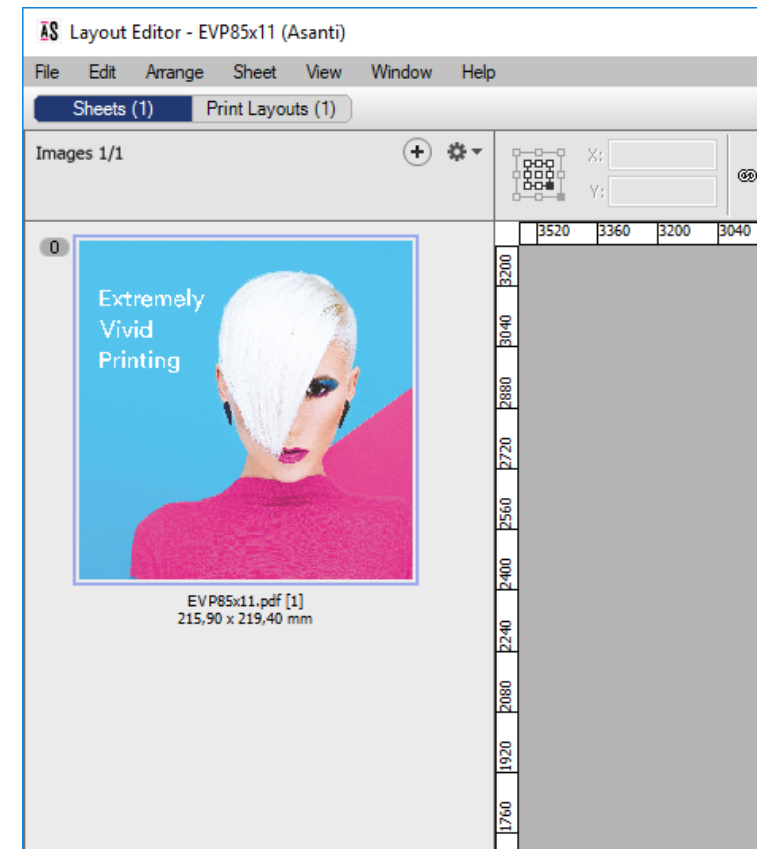 AS Layout Editor - EVP85x11 (Asanti)
File Edit Arrange Sheet View Window Help
Sheets (1) Print Layouts (1)
Images 1/1
X:
Y:
3520 3360 3200 3040
0
Extremely
Vivid
Printing
EVP85x11.pdf [1]
215,90 x 219,40 mm
3200
3040
2880
2720
2560
2400
2240
2080
1920
1760